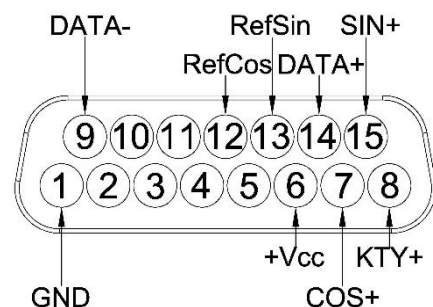 DATA- RefSin SIN+
RefCos DATA+
9 10 11 12 13 14 15
1 2 3 4 5 6 7 8
+Vcc KTY+
GND COS+